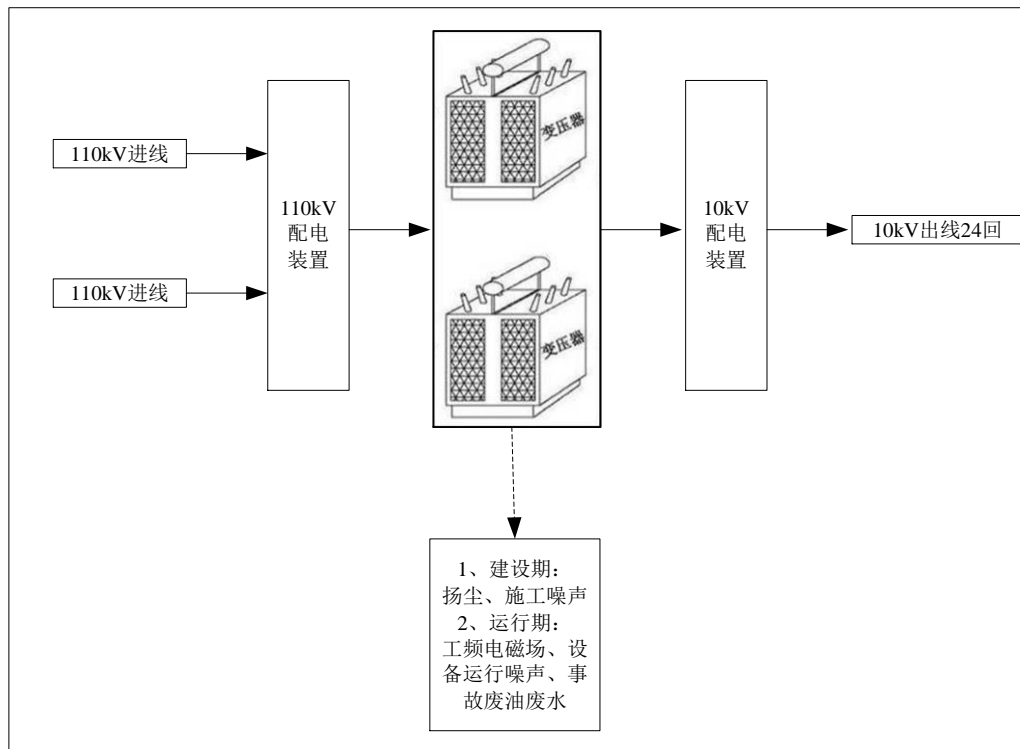 110kV进线
110kV进线
110kV
配电
装置
变压器
变压器
10kV
配电
装置
10kV出线24回
1、建设期：
扬尘、施工噪声
2、运行期：
工频电磁场、设
备运行噪声、事
故废油废水